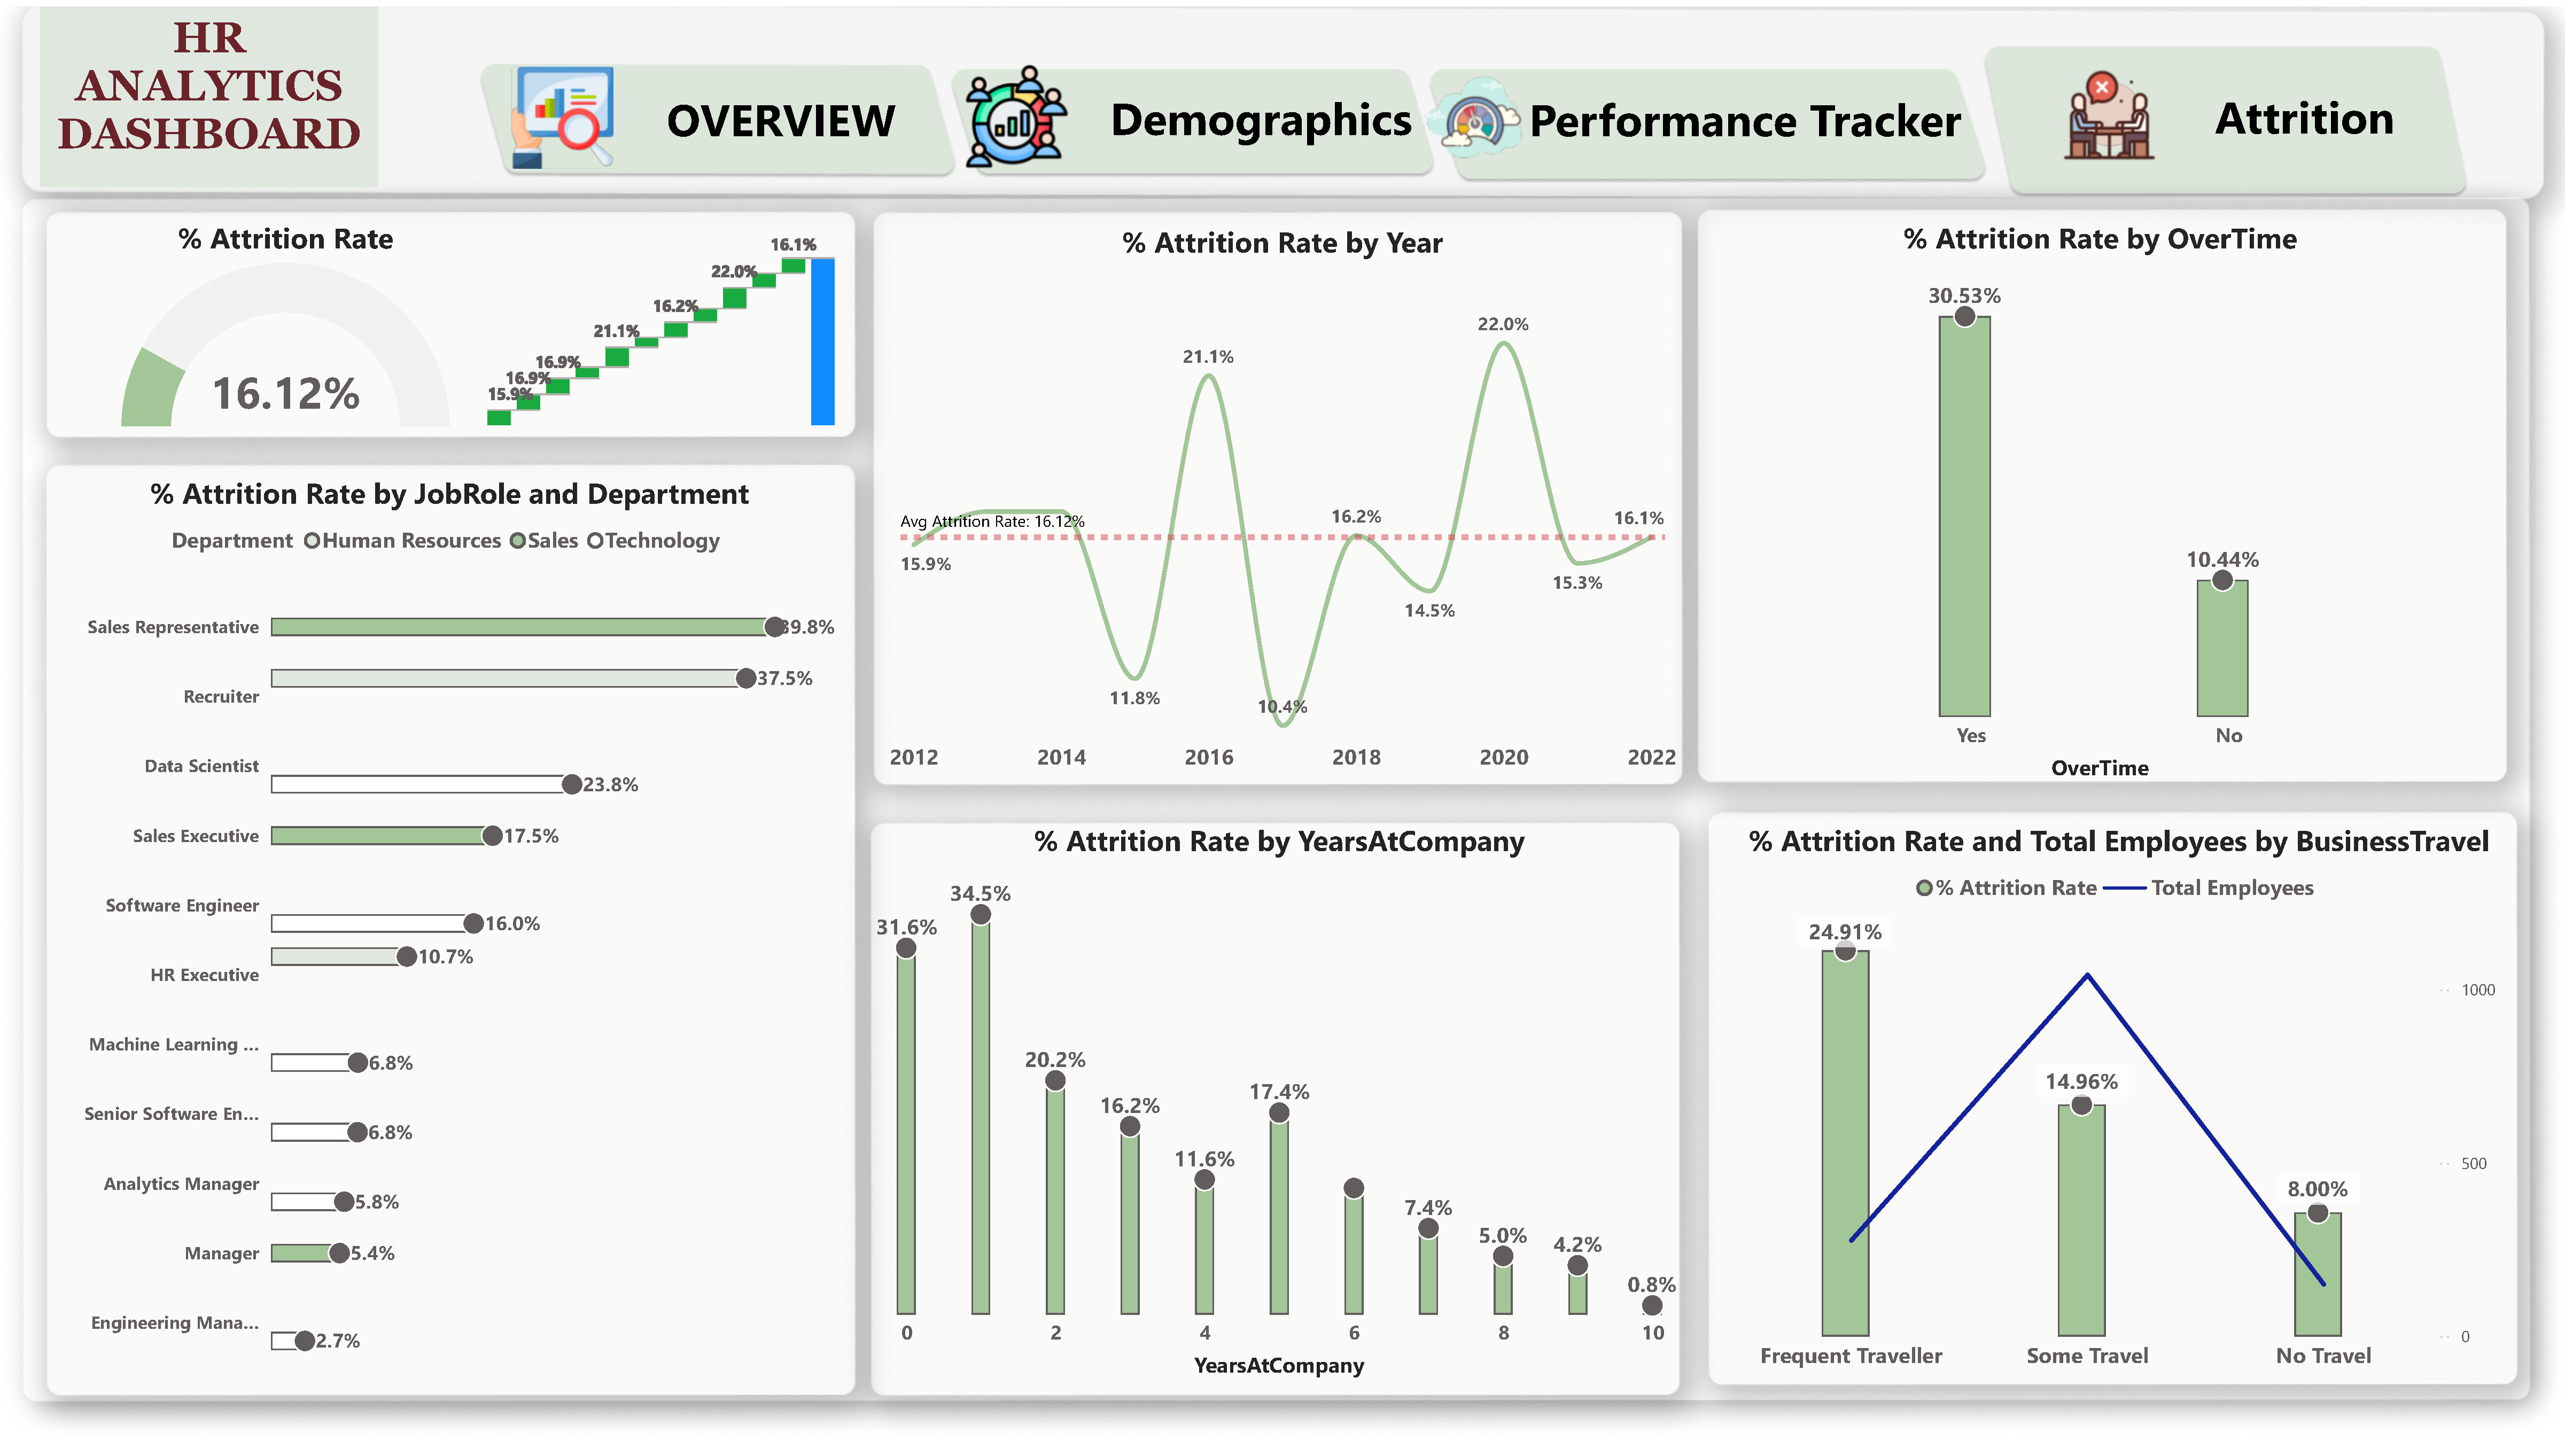 HR
ANALYTICS
DASHBOARD
OVERVIEW
Demographics
Performance Tracker
Attrition
% Attrition Rate
16.12%
15.9%
16.9%
16.9%
21.1%
16.2%
22.0%
16.1%
% Attrition Rate by JobRole and Department
Department Human Resources Sales Technology
Sales Representative 39.8%
Recruiter 37.5%
Data Scientist 23.8%
Sales Executive 17.5%
Software Engineer 16.0%
HR Executive 10.7%
Machine Learning ... 6.8%
Senior Software En... 6.8%
Analytics Manager 5.8%
Manager 5.4%
Engineering Mana... 2.7%
% Attrition Rate by Year
22.0%
21.1%
Avg Attrition Rate: 16.12%
16.2%
16.1%
15.9%
15.3%
14.5%
11.8%
10.4%
2012 2014 2016 2018 2020 2022
% Attrition Rate by YearsAtCompany
31.6%
34.5%
20.2%
16.2%
11.6%
17.4%
7.4%
5.0%
4.2%
0.8%
0 2 4 6 8 10
YearsAtCompany
% Attrition Rate by OverTime
30.53%
10.44%
Yes No
OverTime
% Attrition Rate and Total Employees by BusinessTravel
% Attrition Rate Total Employees
24.91%
14.96%
8.00%
1000
500
0
Frequent Traveller Some Travel No Travel